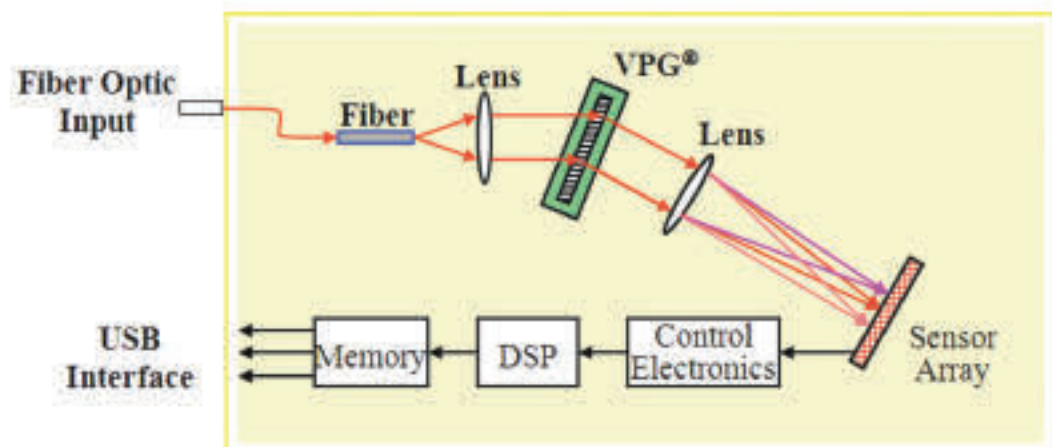 Fiber Optic
Input
Fiber
Lens
VPG®
Lens
Sensor
Array
Control
Electronics
DSP
Memory
USB
Interface